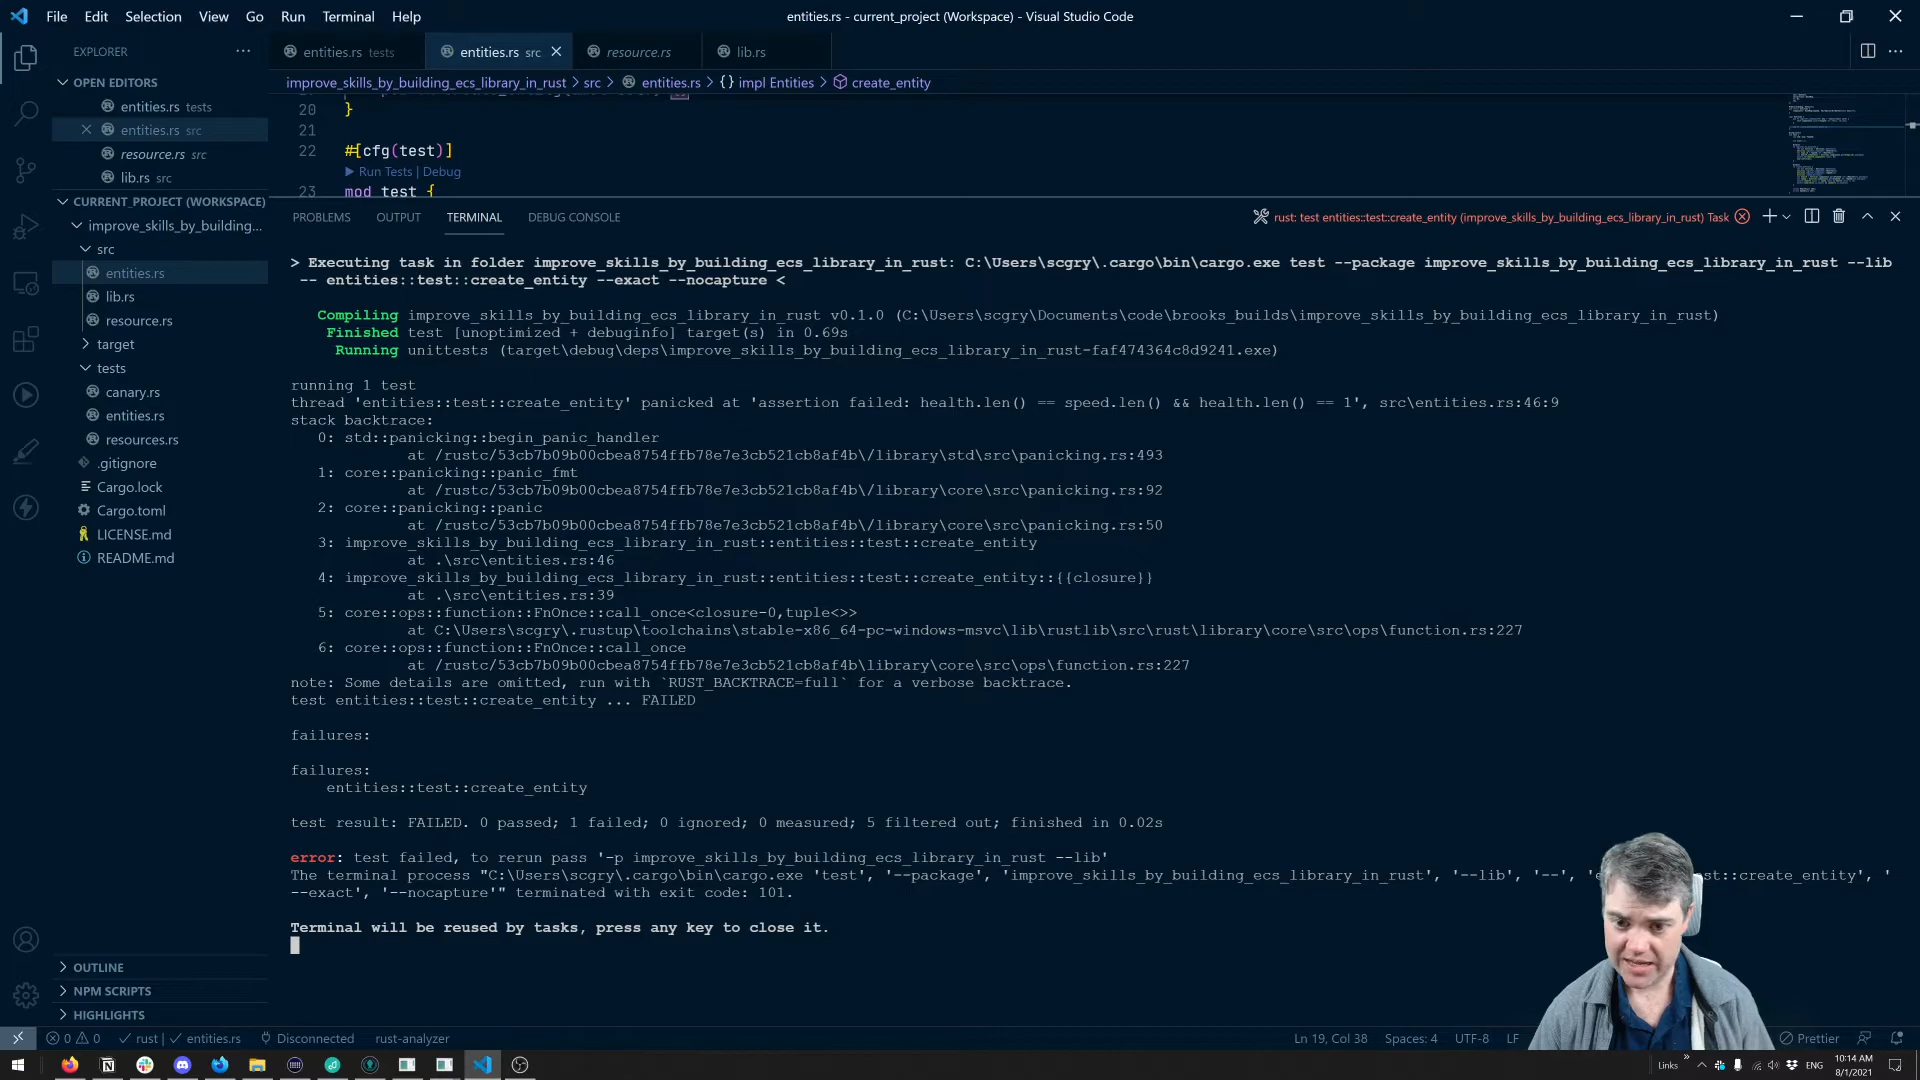 File Edit Selection View Go Run Terminal Help
entities.rs - current_project (Workspace) - Visual Studio Code
EXPLORER
entities.rs tests
entities.rs src
resource.rs
lib.rs
OPEN EDITORS
entities.rs tests
entities.rs src
resource.rs src
lib.rs src
CURRENT_PROJECT (WORKSPACE)
improve_skills_by_building...
src
entities.rs
lib.rs
resource.rs
target
tests
canary.rs
entities.rs
resources.rs
.gitignore
Cargo.lock
Cargo.toml
LICENSE.md
README.md
OUTLINE
NPM SCRIPTS
HIGHLIGHTS
improve_skills_by_building_ecs_library_in_rust > src > entities.rs > {} impl Entities > create_entity
20 }
21
22 #[cfg(test)]
Run Tests | Debug
23 mod test {
PROBLEMS OUTPUT TERMINAL DEBUG CONSOLE
rust: test entities::test::create_entity (improve_skills_by_building_ecs_library_in_rust) Task
> Executing task in folder improve_skills_by_building_ecs_library_in_rust: C:\Users\scgry\.cargo\bin\cargo.exe test --package improve_skills_by_building_ecs_library_in_rust --lib
-- entities::test::create_entity --exact --nocapture <
Compiling improve_skills_by_building_ecs_library_in_rust v0.1.0 (C:\Users\scgry\Documents\code\brooks_builds\improve_skills_by_building_ecs_library_in_rust)
Finished test [unoptimized + debuginfo] target(s) in 0.69s
Running unittests (target\debug\deps\improve_skills_by_building_ecs_library_in_rust-faf474364c8d9241.exe)
running 1 test
thread 'entities::test::create_entity' panicked at 'assertion failed: health.len() == speed.len() && health.len() == 1', src\entities.rs:46:9
stack backtrace:
0: std::panicking::begin_panic_handler
at /rustc/53cb7b09b00cbea8754ffb78e7e3cb521cb8af4b\/library\std\src\panicking.rs:493
1: core::panicking::panic_fmt
at /rustc/53cb7b09b00cbea8754ffb78e7e3cb521cb8af4b\/library\core\src\panicking.rs:92
2: core::panicking::panic
at /rustc/53cb7b09b00cbea8754ffb78e7e3cb521cb8af4b\/library\core\src\panicking.rs:50
3: improve_skills_by_building_ecs_library_in_rust::entities::test::create_entity
at .\src\entities.rs:46
4: improve_skills_by_building_ecs_library_in_rust::entities::test::create_entity::{{closure}}
at .\src\entities.rs:39
5: core::ops::function::FnOnce::call_once<closure-0,tuple<>>
at C:\Users\scgry\.rustup\toolchains\stable-x86_64-pc-windows-msvc\lib\rustlib\src\rust\library\core\src\ops\function.rs:227
6: core::ops::function::FnOnce::call_once
at /rustc/53cb7b09b00cbea8754ffb78e7e3cb521cb8af4b\library\core\src\ops\function.rs:227
note: Some details are omitted, run with `RUST_BACKTRACE=full` for a verbose backtrace.
test entities::test::create_entity ... FAILED
failures:
failures:
entities::test::create_entity
test result: FAILED. 0 passed; 1 failed; 0 ignored; 0 measured; 5 filtered out; finished in 0.02s
error: test failed, to rerun pass '-p improve_skills_by_building_ecs_library_in_rust --lib'
The terminal process "C:\Users\scgry\.cargo\bin\cargo.exe 'test', '--package', 'improve_skills_by_building_ecs_library_in_rust', '--lib', '--', 'e st::create_entity', '
--exact', '--nocapture'" terminated with exit code: 101.
Terminal will be reused by tasks, press any key to close it.
0 0 rust | entities.rs Disconnected rust-analyzer
Ln 19, Col 38 Spaces: 4 UTF-8 LF Prettier
Links ENG 10:14 AM
8/1/2021